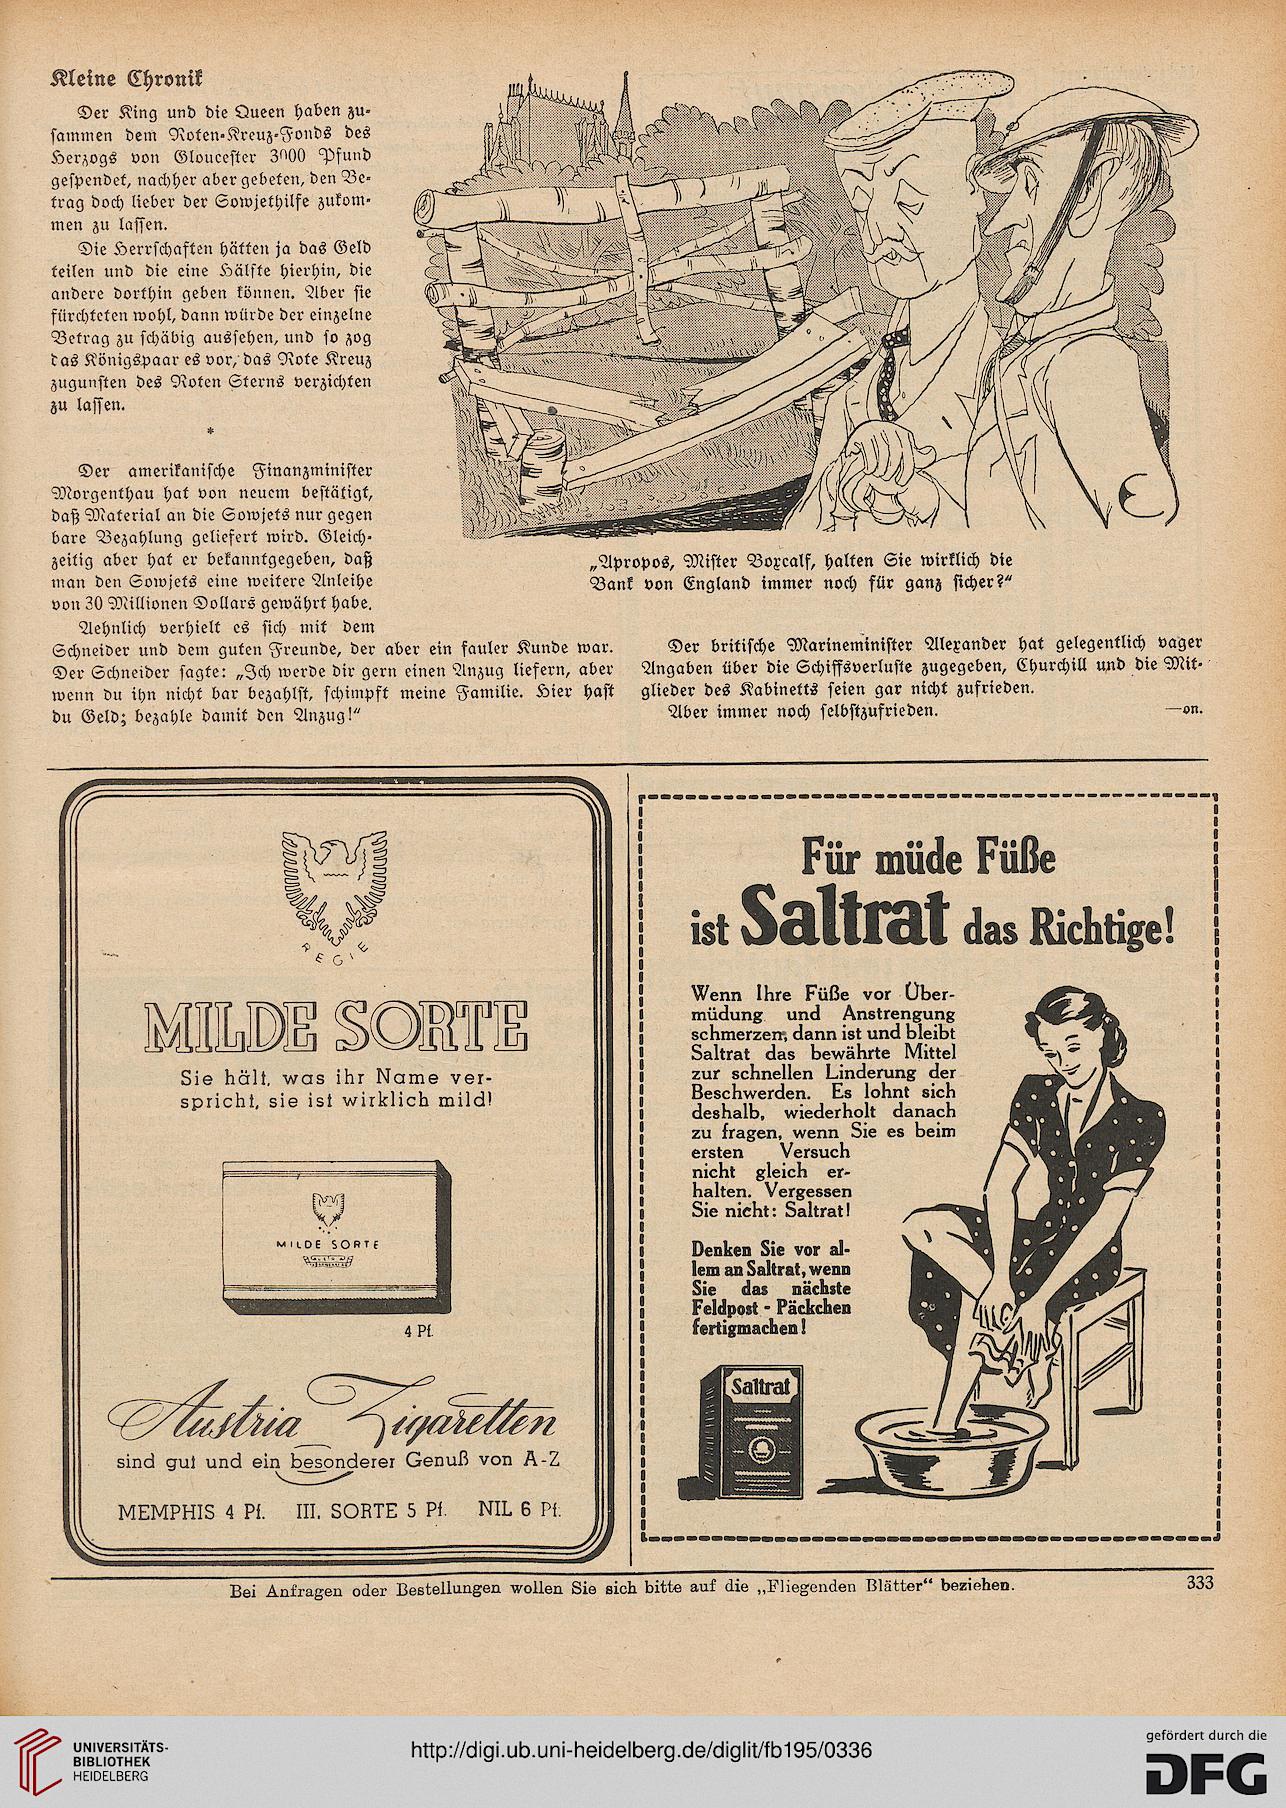 Kleine Chronik
Der King und die Queen haben zu-
sammen dem Roten-Kreuz-Fonds des
Herzogs von Gloucester 3000 Pfund
gespendet, nachher aber gebeten, den Be-
trag doch lieber der Sowjethilfe zukom-
men zu lassen.
Die Herrschaften hätten ja das Geld
teilen und die eine Hälfte hierhin, die
andere dorthin geben können. Aber sie
fürchteten wohl, dann würde der einzelne
Betrag zu schäbig aussehen, und so zog
das Königspaar es vor, das Rote Kreuz
zugunsten des Roten Sterns verzichten
zu lassen.
*
Der amerikanische Finanzminister
Morgenthau hat von neuem bestätigt,
daß Material an die Sowjets nur gegen
bare Bezahlung geliefert wird. Gleich-
zeitig aber hat er bekanntgegeben, daß
man den Sowjets eine weitere Anleihe
von 30 Millionen Dollars gewährt habe.
Aehnlich verhielt es sich mit dem
Schneider und dem guten Freunde, der aber ein fauler Kunde war.
Der Schneider sagte: „Ich werde dir gern einen Anzug liefern, aber
wenn du ihn nicht bar bezahlst, schimpft meine Familie. Hier hast
du Geld; bezahle damit den Anzug!“
„Apropos, Mister Boxcalf, halten Sie wirklich die
Bank von England immer noch für ganz sicher?“
Der britische Marineminister Alexander hat gelegentlich vager
Angaben über die Schiffsverluste zugegeben, Churchill und die Mit-
glieder des Kabinetts seien gar nicht zufrieden.
Aber immer noch selbstzufrieden. —on.
REGIE
MILDE SORTE
Sie hält, was ihr Name ver-
spricht, sie ist wirklich mild!
MILDE SORTE
4 Pf.
Austria Zigaretten
sind gut und ein besonderer Genuß von A-Z
MEMPHIS 4 Pf. III. SORTE 5 Pf. NIL 6 Pf.
Für müde Füße
ist Saltrat das Richtige!
Wenn Ihre Füße vor Über-
müdung und Anstrengung
schmerzen, dann ist und bleibt
Saltrat das bewährte Mittel
zur schnellen Linderung der
Beschwerden. Es lohnt sich
deshalb, wiederholt danach
zu fragen, wenn Sie es beim
ersten Versuch
nicht gleich er-
halten. Vergessen
Sie nicht: Saltrat!
Denken Sie vor al-
lem an Saltrat, wenn
Sie das nächste
Feldpost-Päckchen
fertigmachen!
Saltrat
Bei Anfragen oder Bestellungen wollen Sie sich bitte auf die „Fliegenden Blätter“ beziehen.
333
UNIVERSITÄTS-
BIBLIOTHEK
HEIDELBERG
http://digi.ub.uni-heidelberg.de/diglit/fb195/0336
gefördert durch die
DFG